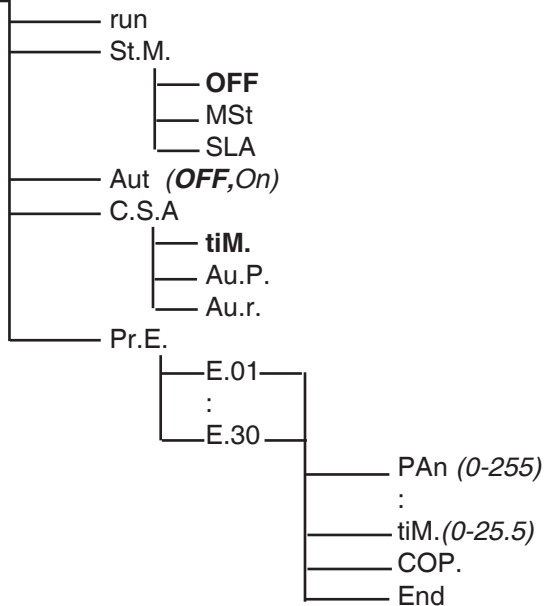 run
St.M.
OFF
MSt
SLA
Aut (OFF,On)
C.S.A
tiM.
Au.P.
Au.r.
Pr.E.
E.01
:
E.30
PAn (0-255)
:
tiM.(0-25.5)
COP.
End